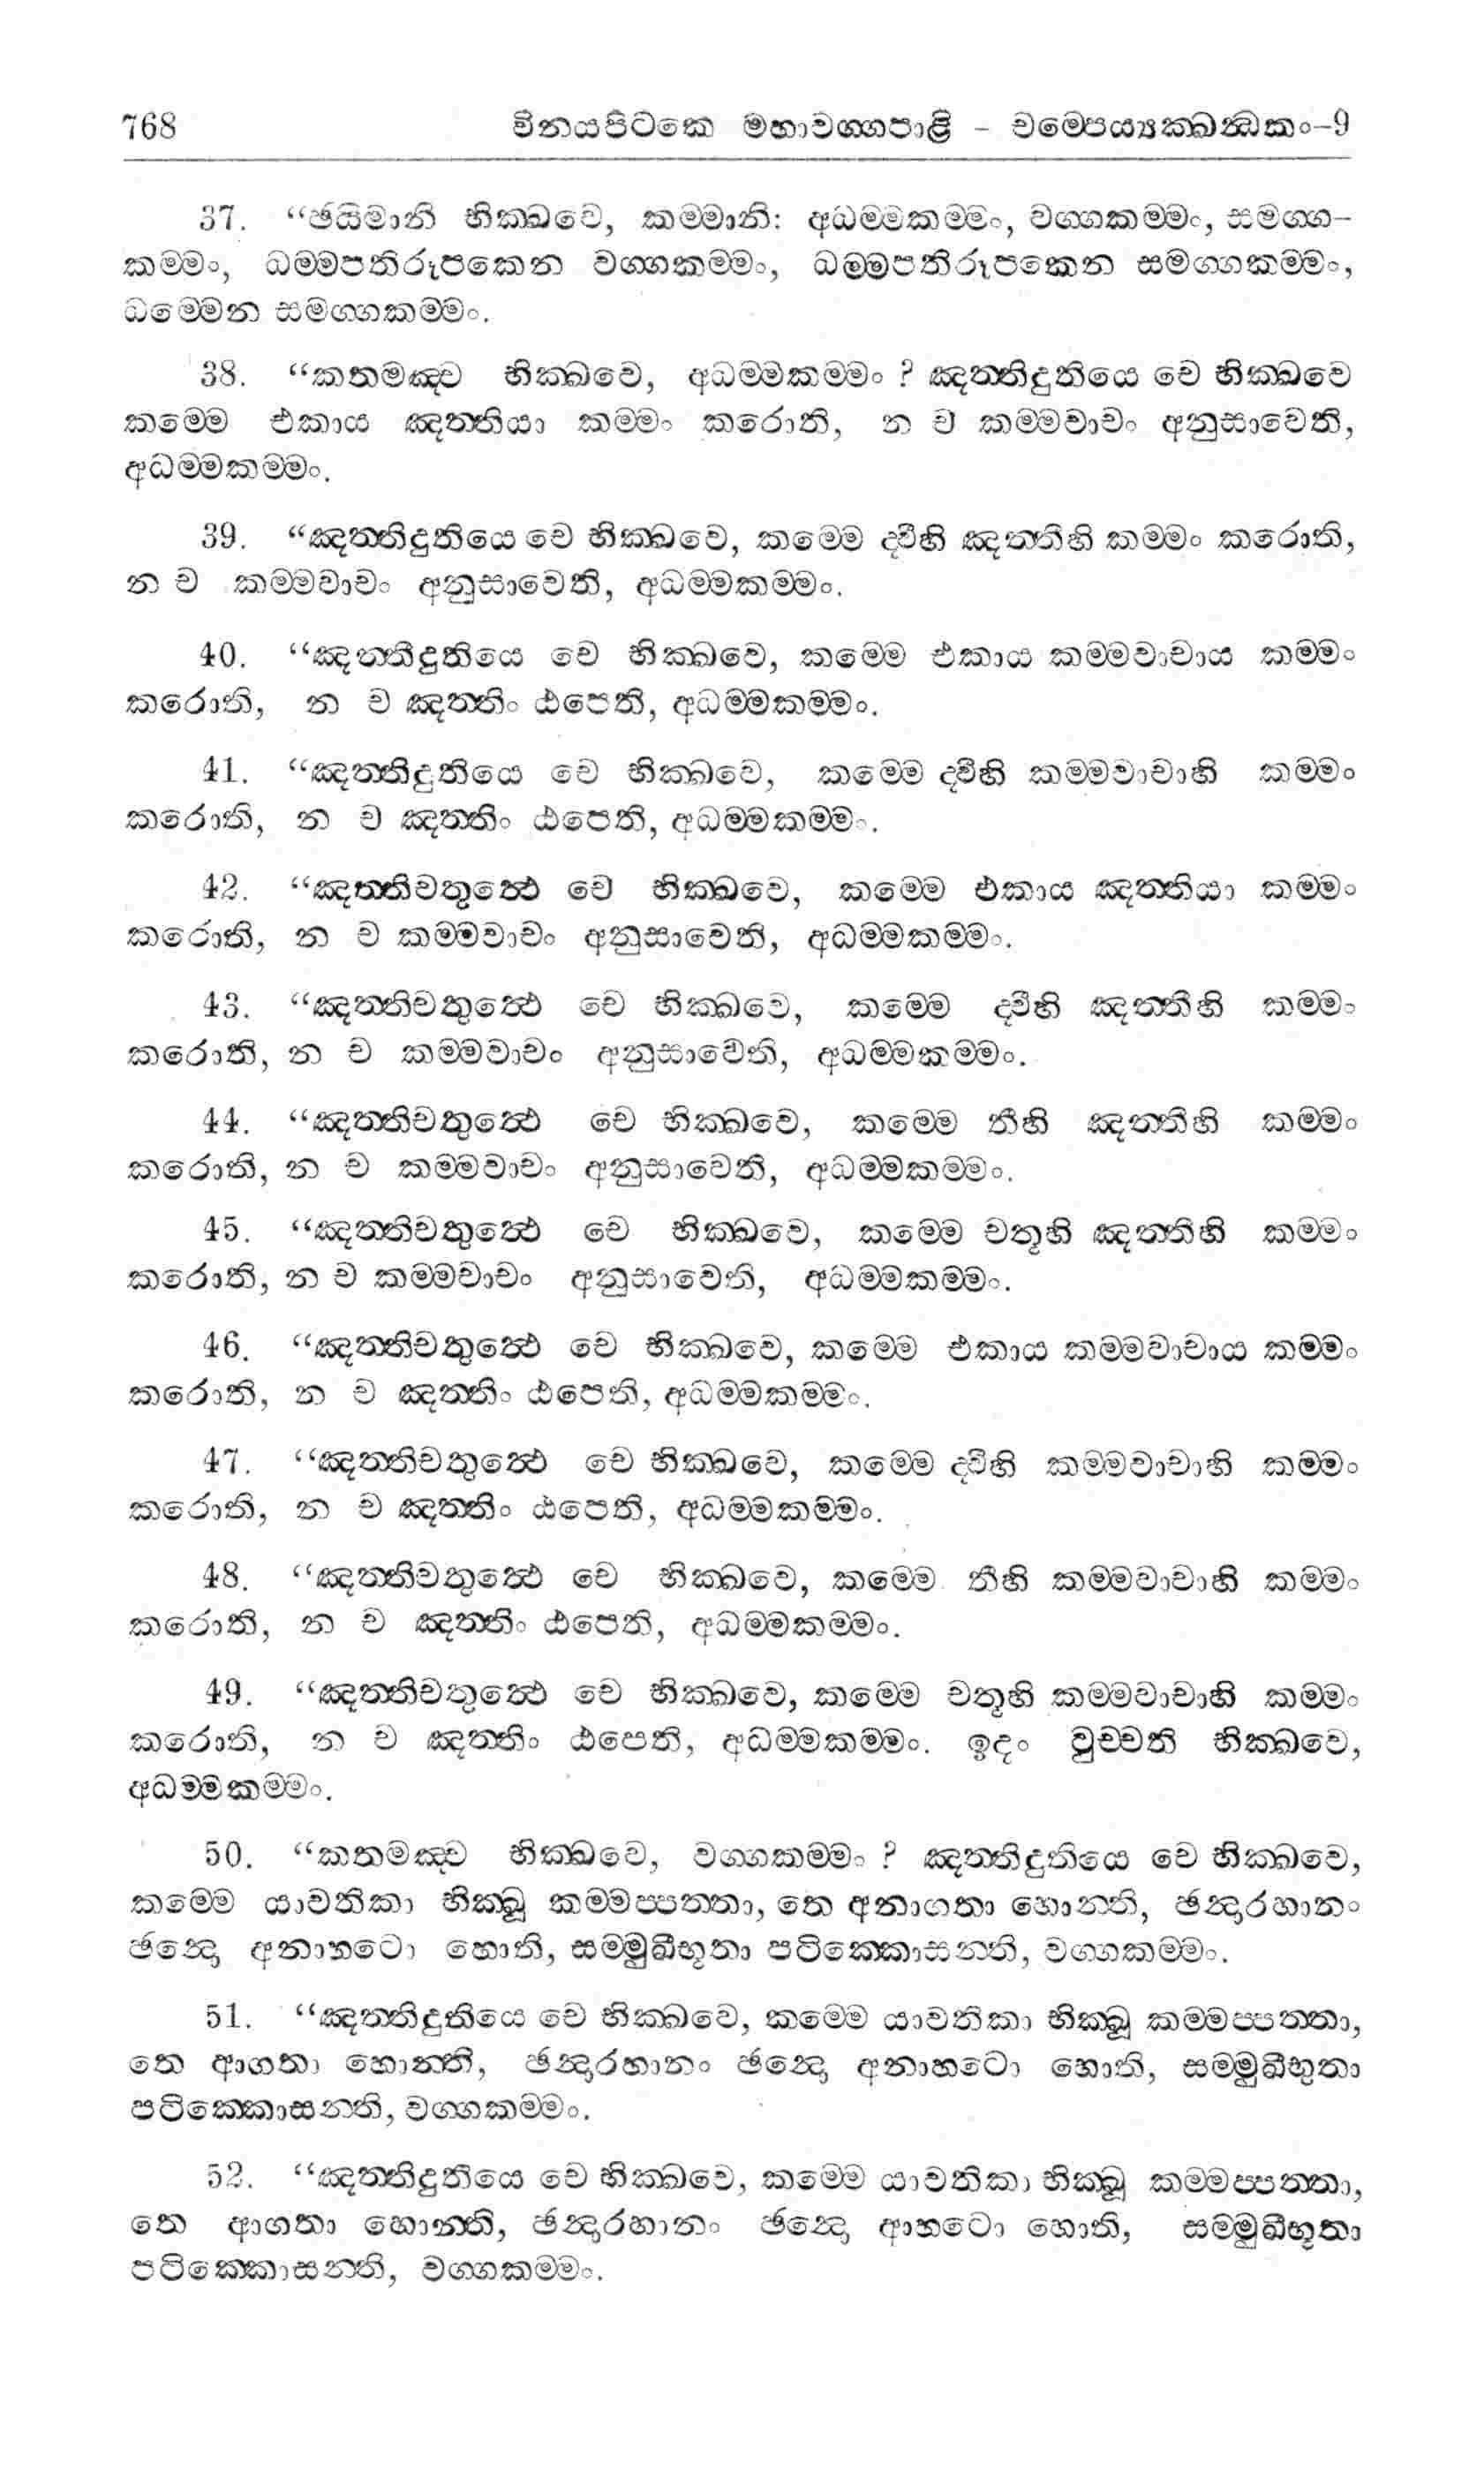 768 විනයපිටකෙ මහාවග්ගපාළි - චම්පෙය්‍යක්ඛන්ධකං-9
37. “ඡයිමානි භික්ඛවෙ, කම්මානි: අධම්මකම්මං, වග්ගකම්මං, සමග්ග-
කම්මං, ධම්මපතිරූපකෙන වග්ගකම්මං, ධම්මපතිරූපකෙන සමග්ගකම්මං,
ධම්මෙන සමග්ගකම්මං.
38. “කතමඤ්ච භික්ඛවෙ, අධම්මකම්මං ? ඤත්තිදුතියෙ චෙ භික්ඛවෙ
කම්මෙ එකාය ඤත්තියා කම්මං කරොති, න ච කම්මවාචං අනුසාවෙති,
අධම්මකම්මං.
39. “ඤත්තිදුතියෙ චෙ භික්ඛවෙ, කම්මෙ ද්වීහි ඤත්තීහි කම්මං කරොති,
න ච කම්මවාචං අනුසාවෙති, අධම්මකම්මං.
40. “ඤත්තිදුතියෙ චෙ භික්ඛවෙ, කම්මෙ එකාය කම්මවාචාය කම්මං
කරොති, න ච ඤත්තිං ඨපෙති, අධම්මකම්මං.
41. “ඤත්තිදුතියෙ චෙ භික්ඛවෙ, කම්මෙ ද්වීහි කම්මවාචාහි කම්මං
කරොති, න ච ඤත්තිං ඨපෙති, අධම්මකම්මං.
42. “ඤත්තිචතුත්ථෙ චෙ භික්ඛවෙ, කම්මෙ එකාය ඤත්තියා කම්මං
කරොති, න ච කම්මවාචං අනුසාවෙති, අධම්මකම්මං.
43. “ඤත්තිචතුත්ථෙ චෙ භික්ඛවෙ, කම්මෙ ද්වීහි ඤත්තීහි කම්මං
කරොති, න ච කම්මවාචං අනුසාවෙති, අධම්මකම්මං.
44. “ඤත්තිචතුත්ථෙ චෙ භික්ඛවෙ, කම්මෙ තීහි ඤත්තීහි කම්මං
කරොති, න ච කම්මවාචං අනුසාවෙති, අධම්මකම්මං.
45. “ඤත්තිචතුත්ථෙ චෙ භික්ඛවෙ, කම්මෙ චතූහි ඤත්තීහි කම්මං
කරොති, න ච කම්මවාචං අනුසාවෙති, අධම්මකම්මං.
46. “ඤත්තිචතුත්ථෙ චෙ භික්ඛවෙ, කම්මෙ එකාය කම්මවාචාය කම්මං
කරොති, න ච ඤත්තිං ඨපෙති, අධම්මකම්මං.
47. “ඤත්තිචතුත්ථෙ චෙ භික්ඛවෙ, කම්මෙ ද්වීහි කම්මවාචාහි කම්මං
කරොති, න ච ඤත්තිං ඨපෙති, අධම්මකම්මං.
48. “ඤත්තිචතුත්ථෙ චෙ භික්ඛවෙ, කම්මෙ තීහි කම්මවාචාහි කම්මං
කරොති, න ච ඤත්තිං ඨපෙති, අධම්මකම්මං.
49. “ඤත්තිචතුත්ථෙ චෙ භික්ඛවෙ, කම්මෙ චතූහි කම්මවාචාහි කම්මං
කරොති, න ච ඤත්තිං ඨපෙති, අධම්මකම්මං. ඉදං වුච්චති භික්ඛවෙ,
අධම්මකම්මං.
50. “කතමඤ්ච භික්ඛවෙ, වග්ගකම්මං ? ඤත්තිදුතියෙ චෙ භික්ඛවෙ,
කම්මෙ යාවතිකා භික්ඛූ කම්මප්පත්තා, තෙ අනාගතා හොන්ති, ඡන්දාරහානං
ඡන්දො අනාහටො හොති, සම්මුඛීභූතා පටික්කොසන්ති, වග්ගකම්මං.
51. “ඤත්තිදුතියෙ චෙ භික්ඛවෙ, කම්මෙ යාවතිකා භික්ඛූ කම්මප්පත්තා,
තෙ ආගතා හොන්ති, ඡන්දාරහානං ඡන්දො අනාහටො හොති, සම්මුඛීභුතා
පටික්කොසන්ති, වග්ගකම්මං.
52. “ඤත්තිදුතියෙ චෙ භික්ඛවෙ, කම්මෙ යාවතිකා භික්ඛූ කම්මප්පත්තා,
තෙ ආගතා හොන්ති, ඡන්දාරහානං ඡන්දො ආහටො හොති, සම්මුඛීභූතා
පටික්කොසන්ති, වග්ගකම්මං.